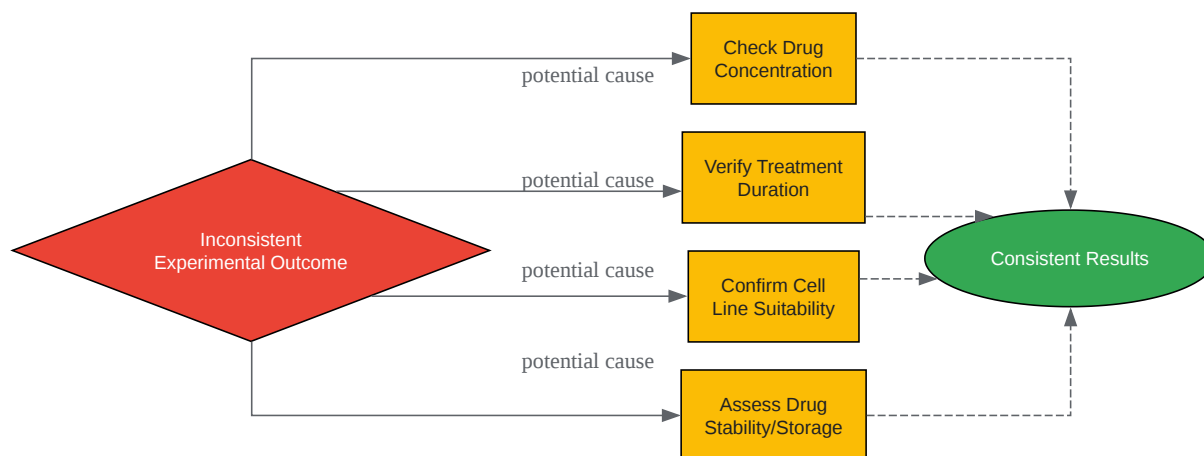 Check Drug
Concentration
potential cause
Verify Treatment
Duration
potential cause
Inconsistent
Experimental Outcome
Consistent Results
potential cause
Confirm Cell
Line Suitability
potential cause
Assess Drug
Stability/Storage